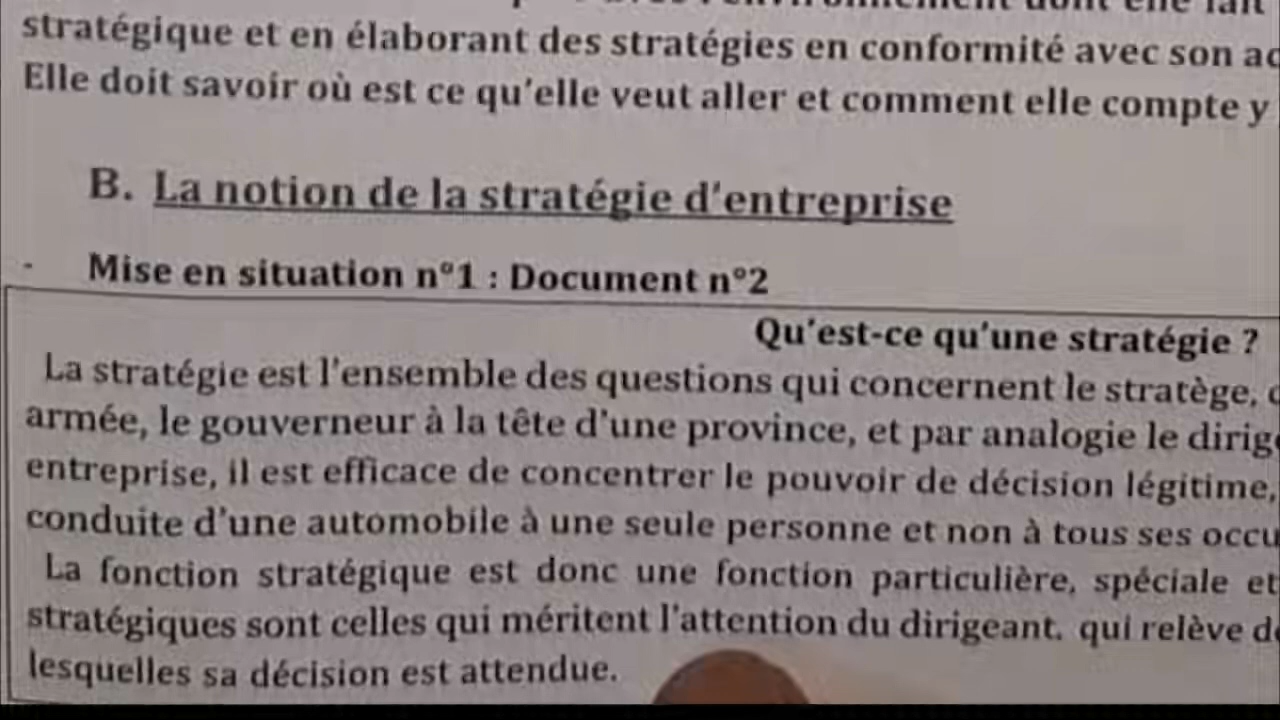 stratégique et en élaborant des stratégies en conformité avec son
Elle doit savoir où est ce qu'elle veut aller et comment elle compte y
B. La notion de la stratégie d'entreprise
- Mise en situation n°1 : Document n°2
Qu'est-ce qu'une stratégie ?
La stratégie est l'ensemble des questions qui concernent le stratège,
armée, le gouverneur à la tête d'une province, et par analogie le
entreprise, il est efficace de concentrer le pouvoir de décision légitime,
conduite d'une automobile à une seule personne et non à tous ses
La fonction stratégique est donc une fonction particulière, spéciale et
stratégiques sont celles qui méritent l'attention du dirigeant. qui relève
lesquelles sa décision est attendue.